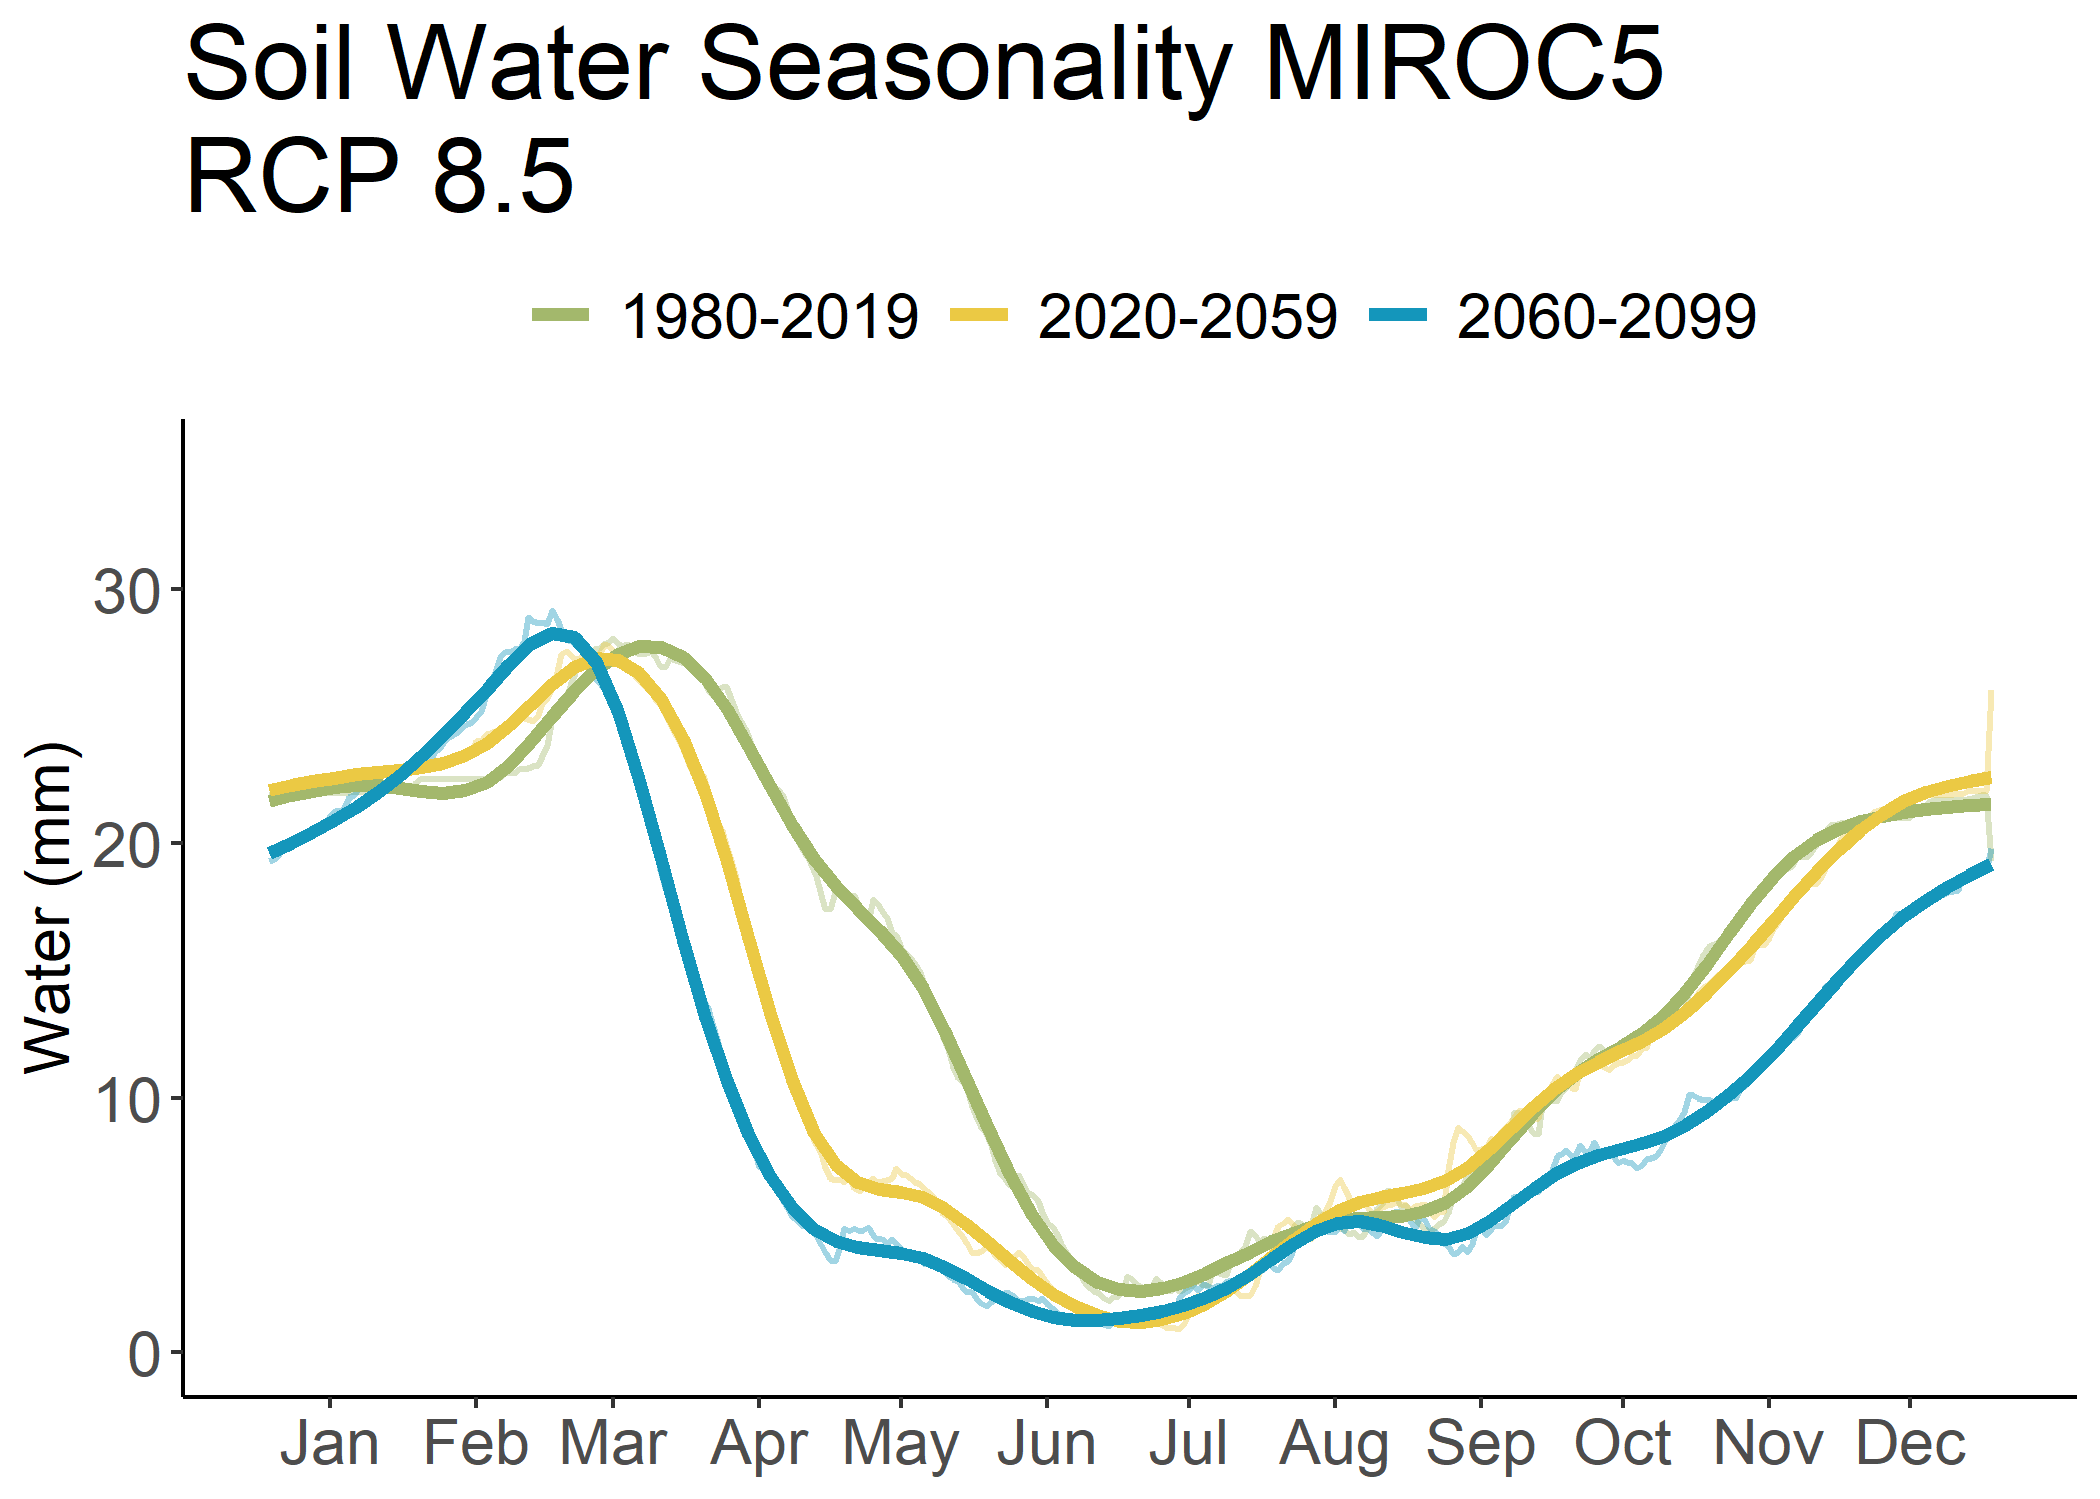 Soil Water Seasonality MIROC5
RCP 8.5
1980-2019 2020-2059 2060-2099
Water (mm)
30
20
10
0
Jan Feb Mar Apr May Jun Jul Aug Sep Oct Nov Dec